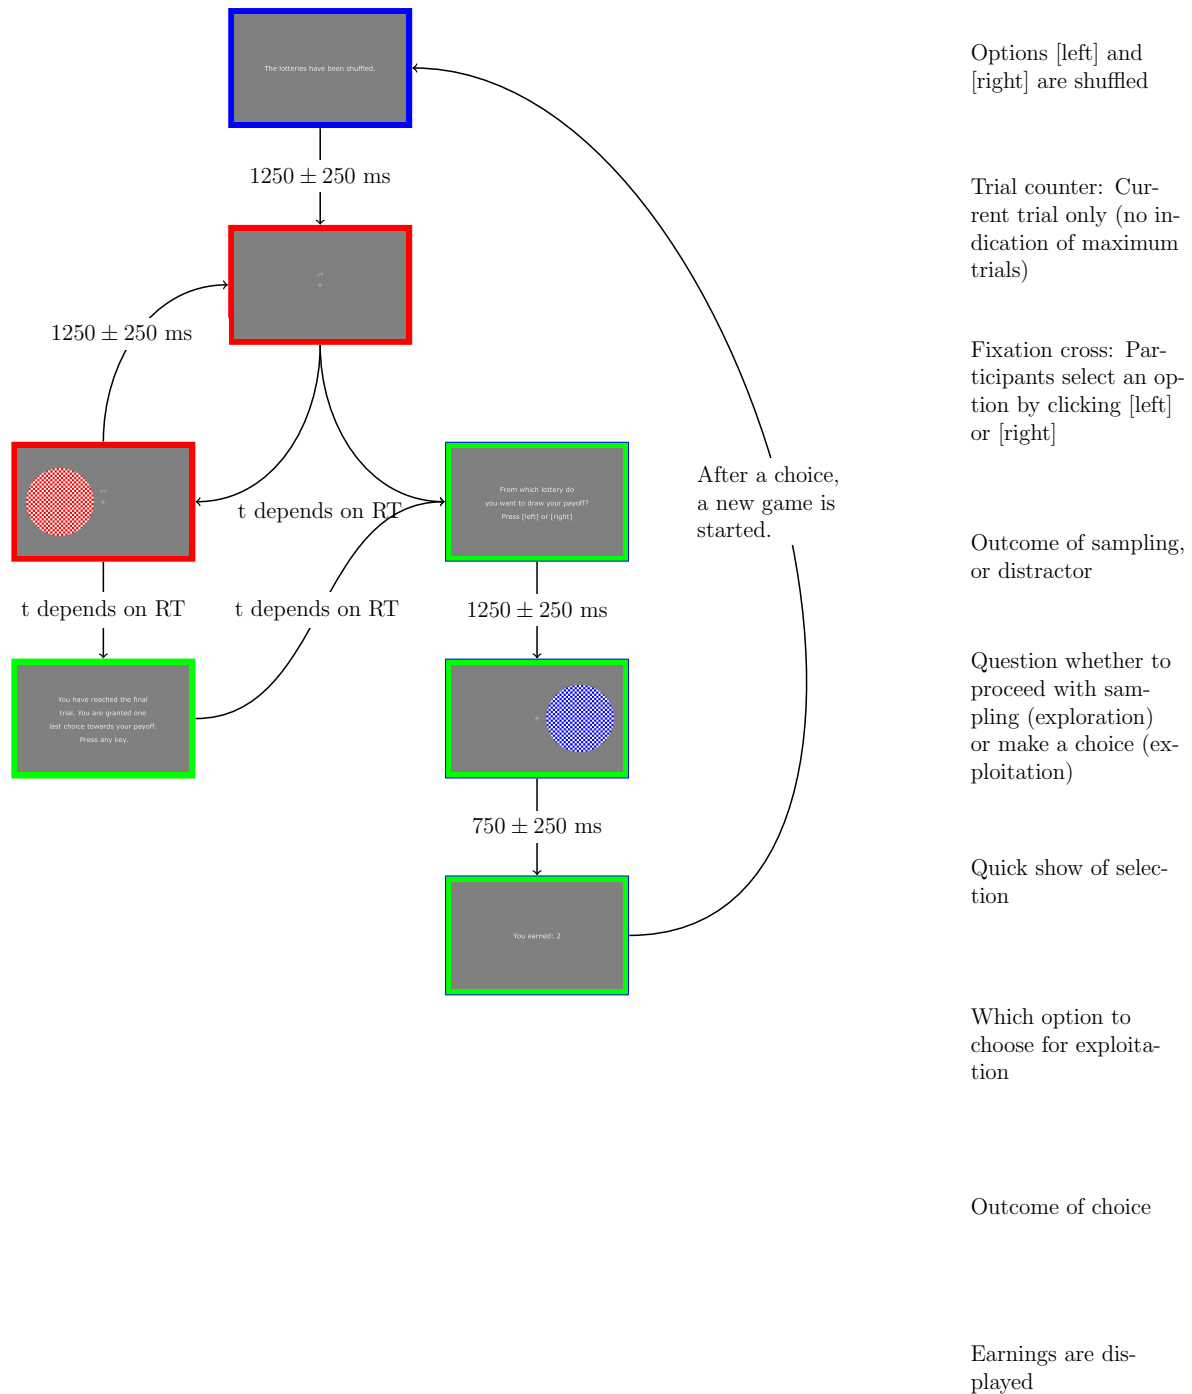 The lotteries have been shuffled.
1250 ± 250 ms
1250 ± 250 ms
t depends on RT
From which lottery do
you want to draw your payoff?
Press [left] or [right]
After a choice,
a new game is
started.
t depends on RT
t depends on RT
1250 ± 250 ms
You have reached the final
trial. You are granted one
last choice towards your payoff.
Press any key.
750 ± 250 ms
You earned: 2
Options [left] and
[right] are shuffled
Trial counter: Cur-
rent trial only (no in-
dication of maximum
trials)
Fixation cross: Par-
ticipants select an op-
tion by clicking [left]
or [right]
Outcome of sampling,
or distractor
Question whether to
proceed with sam-
pling (exploration)
or make a choice (ex-
ploitation)
Quick show of selec-
tion
Which option to
choose for exploita-
tion
Outcome of choice
Earnings are dis-
played